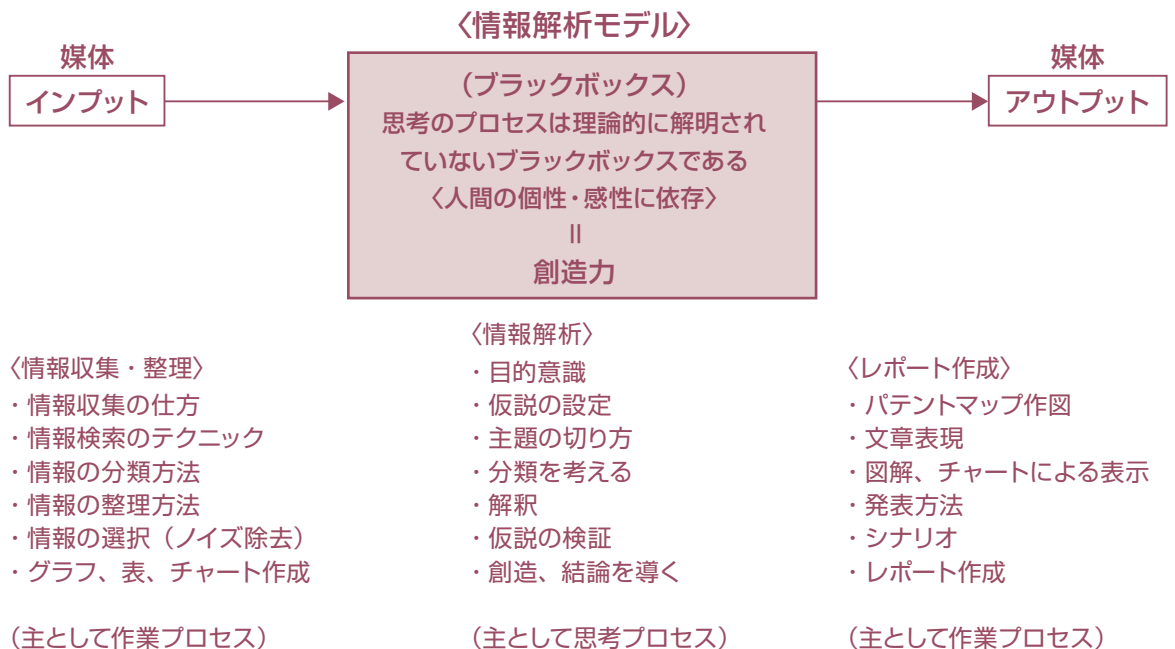 〈情報解析モデル〉
媒体
インプット
(ブラックボックス)
思考のプロセスは理論的に解明され
ていないブラックボックスである
〈人間の個性・感性に依存〉
=
創造力
媒体
アウトプット
〈情報収集・整理〉
・情報収集の仕方
・情報検索のテクニック
・情報の分類方法
・情報の整理方法
・情報の選択(ノイズ除去)
・グラフ、表、チャート作成
(主として作業プロセス)
〈情報解析〉
・目的意識
・仮説の設定
・主題の切り方
・分類を考える
・解釈
・仮説の検証
・創造、結論を導く
(主として思考プロセス)
〈レポート作成〉
・パテントマップ作図
・文章表現
・図解、チャートによる表示
・発表方法
・シナリオ
・レポート作成
(主として作業プロセス)